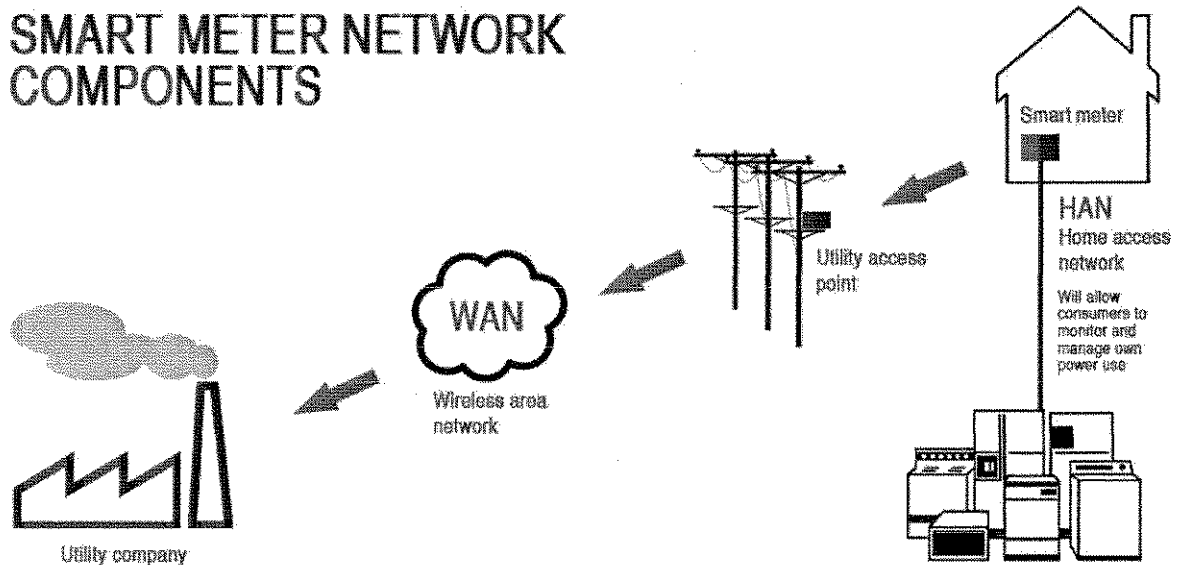 SMART METER NETWORK
COMPONENTS
Smart meter
HAN
Home access
network
Will allow
consumers to
monitor and
manage own
power use
Utility access
point
WAN
Wireless area
network
Utility company